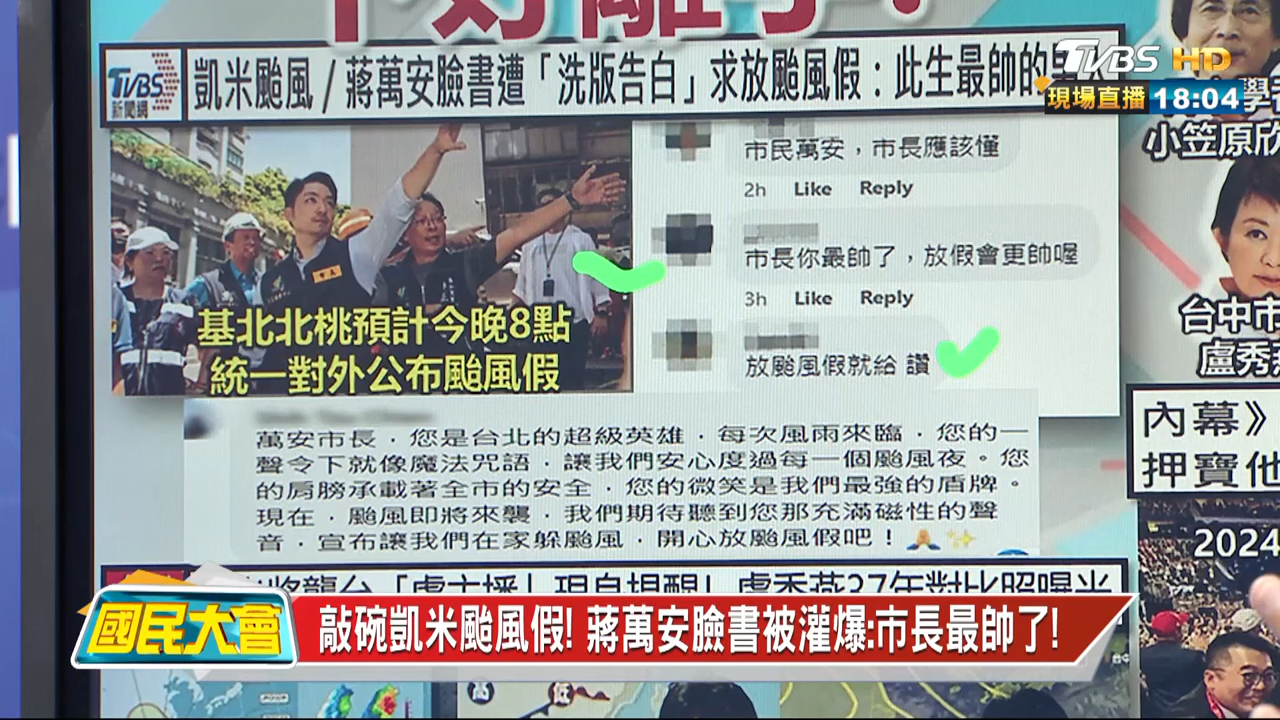 TVBS HD
現場直播 18:04
TVBS
新聞網
凱米颱風/蔣萬安臉書遭「洗版告白」求放颱風假:此生最帥的
小笠原欣
市民萬安，市長應該懂
2h Like Reply
市長你最帥了，放假會更帥喔
3h Like Reply
放颱風假就給 讚
基北北桃預計今晚8點
統一對外公布颱風假
台中市
盧秀燕
萬安市長，您是台北的超級英雄，每次風雨來臨，您的一
聲令下就像魔法咒語，讓我們安心度過每一個颱風夜。您
的肩膀承載著全市的安全，您的微笑是我們最強的盾牌。
現在，颱風即將來襲，我們期待聽到您那充滿磁性的聲
音，宣布讓我們在家躲颱風，開心放颱風假吧！🙏✨
內幕》
押寶他
2024
國民大會
敲碗凱米颱風假! 蔣萬安臉書被灌爆:市長最帥了!
高 低